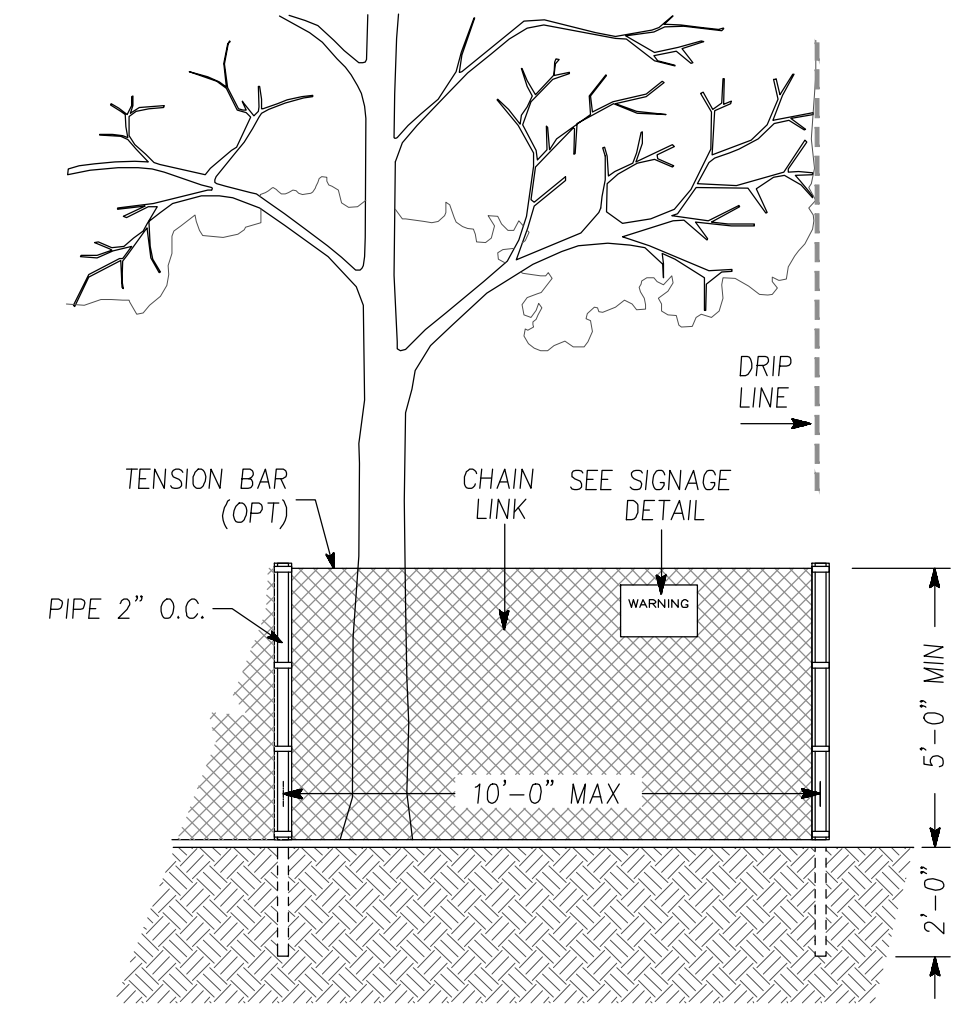 DRIP
LINE
TENSION BAR
(OPT)
CHAIN
LINK
SEE SIGNAGE
DETAIL
PIPE 2" O.C.
WARNING
5'-0" MIN
10'-0" MAX
2'-0"